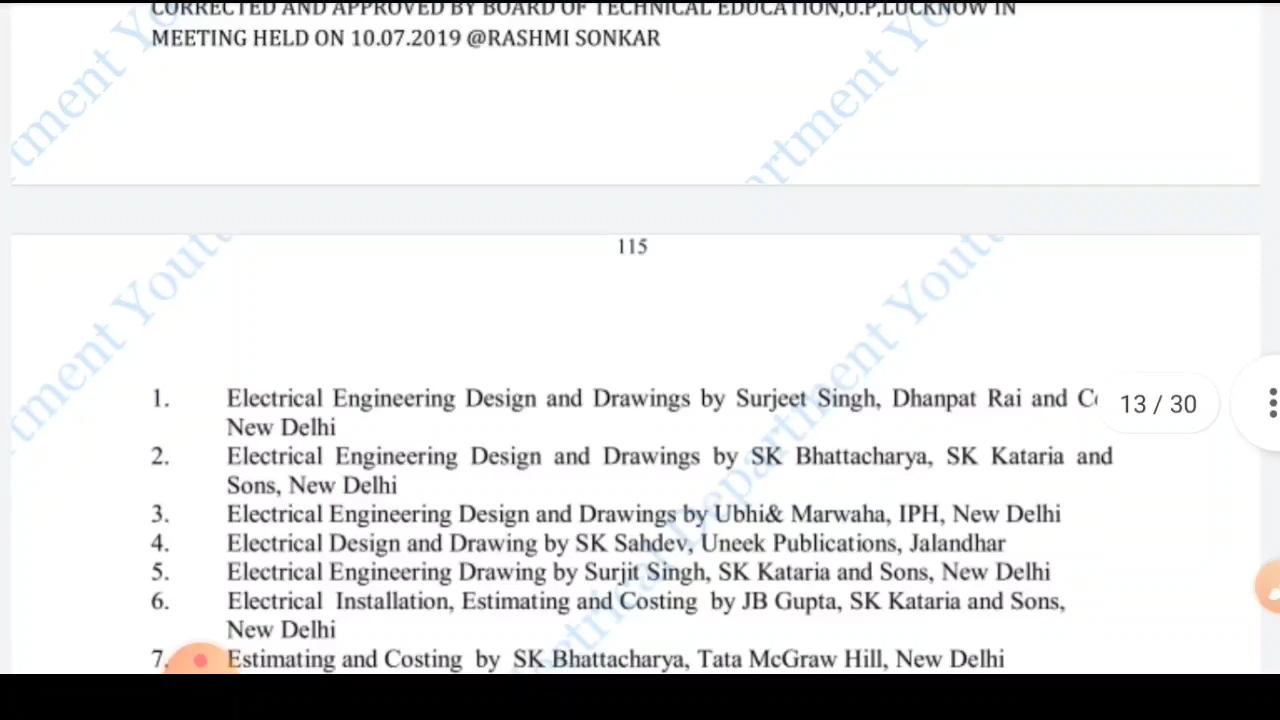 CORRECTED AND APPROVED BY BOARD OF TECHNICAL EDUCATION,U.P,LUCKNOW IN
MEETING HELD ON 10.07.2019 @RASHMI SONKAR
115
1. Electrical Engineering Design and Drawings by Surjeet Singh, Dhanpat Rai and
New Delhi
13 / 30
2. Electrical Engineering Design and Drawings by SK Bhattacharya, SK Kataria and
Sons, New Delhi
3. Electrical Engineering Design and Drawings by Ubhi& Marwaha, IPH, New Delhi
4. Electrical Design and Drawing by SK Sahdev, Uneek Publications, Jalandhar
5. Electrical Engineering Drawing by Surjit Singh, SK Kataria and Sons, New Delhi
6. Electrical Installation, Estimating and Costing by JB Gupta, SK Kataria and Sons,
New Delhi
7. Estimating and Costing by SK Bhattacharya, Tata McGraw Hill, New Delhi